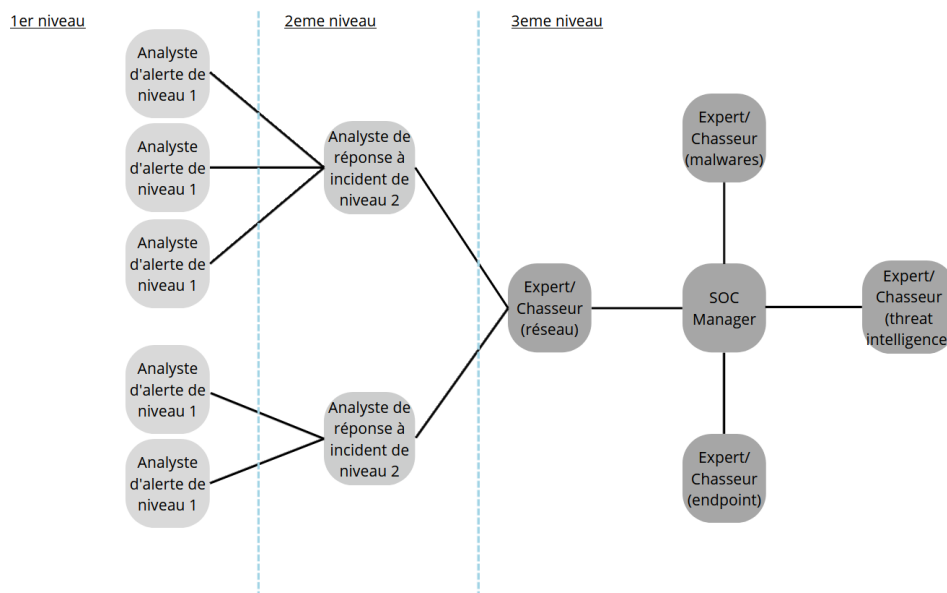 1er niveau
2eme niveau
3eme niveau
Analyste
d'alerte de
niveau 1
Analyste
d'alerte de
niveau 1
Analyste
d'alerte de
niveau 1
Analyste
d'alerte de
niveau 1
Analyste
d'alerte de
niveau 1
Analyste de
réponse à
incident de
niveau 2
Analyste de
réponse à
incident de
niveau 2
Expert/
Chasseur
(réseau)
Expert/
Chasseur
(malwares)
SOC
Manager
Expert/
Chasseur
(endpoint)
Expert/
Chasseur
(threat
intelligence